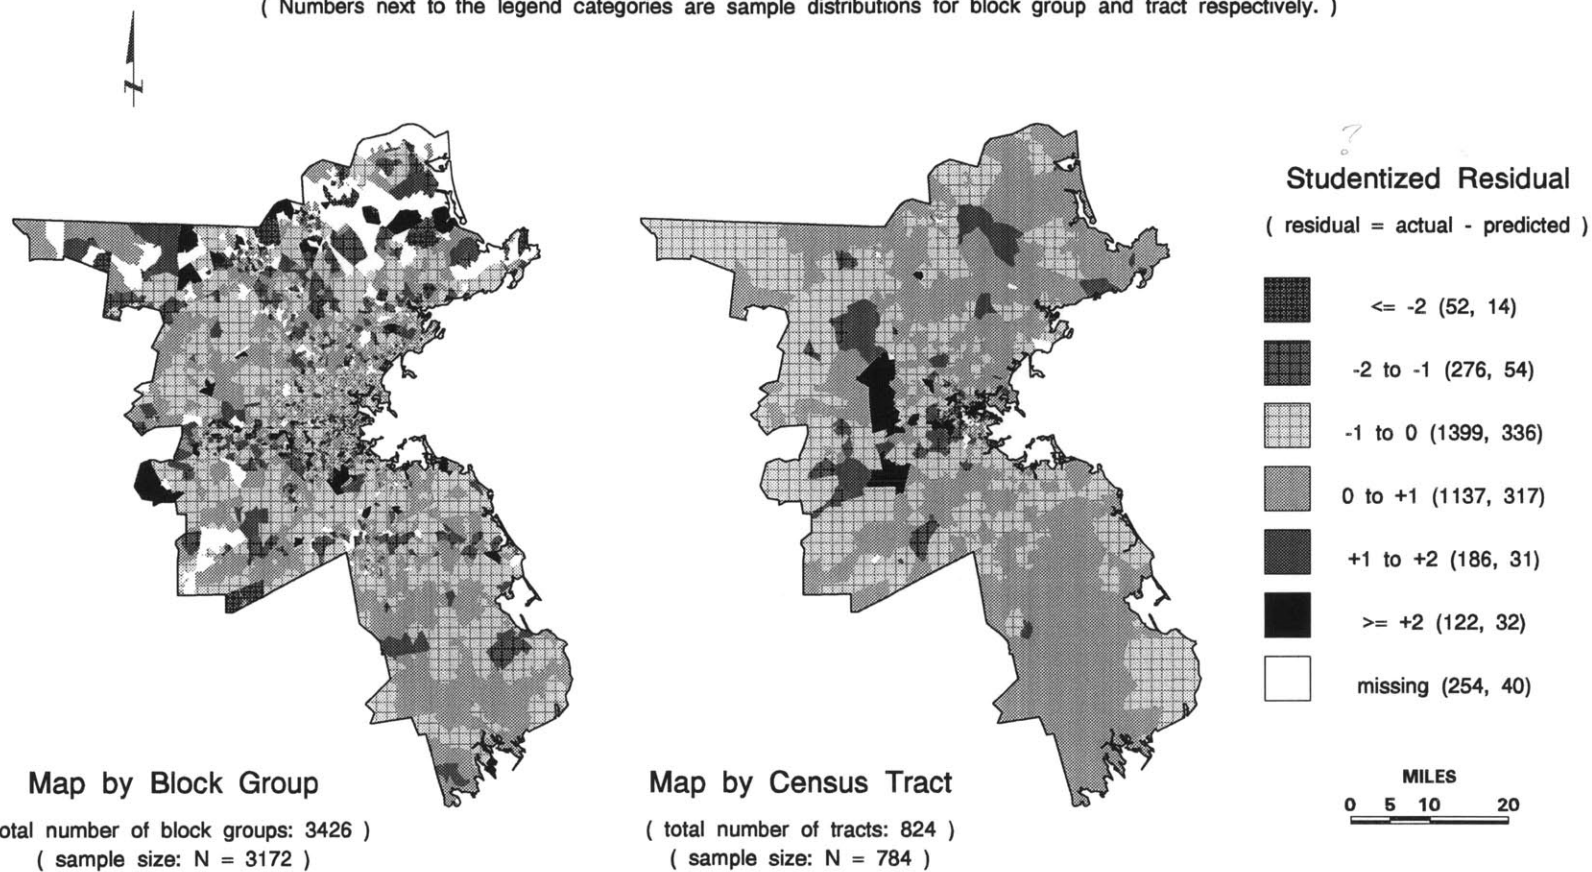 ( Numbers next to the legend categories are sample distributions for block group and tract respectively. )
N
?
Studentized Residual
( residual = actual - predicted )
<= -2 (52, 14)
-2 to -1 (276, 54)
-1 to 0 (1399, 336)
0 to +1 (1137, 317)
+1 to +2 (186, 31)
>= +2 (122, 32)
missing (254, 40)
Map by Block Group
otal number of block groups: 3426 )
( sample size: N = 3172 )
Map by Census Tract
( total number of tracts: 824 )
( sample size: N = 784 )
MILES
0 5 10 20